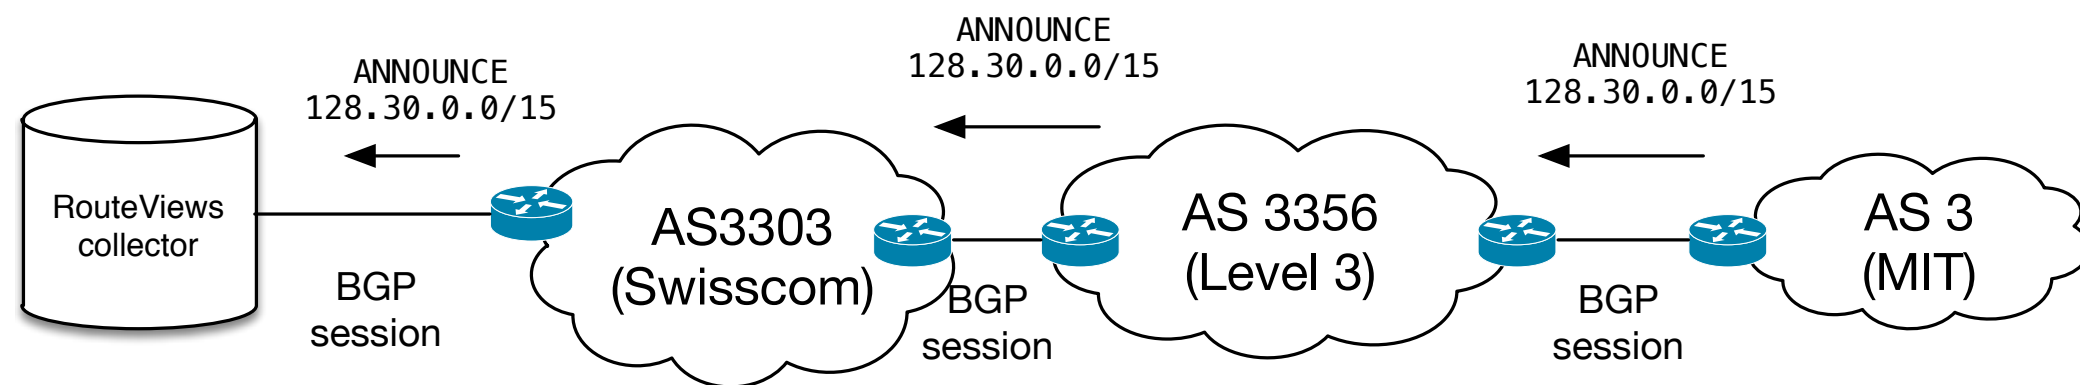 ANNOUNCE
128.30.0.0/15
ANNOUNCE
128.30.0.0/15
ANNOUNCE
128.30.0.0/15
RouteViews
collector
AS3303
(Swisscom)
AS 3356
(Level 3)
AS 3
(MIT)
BGP
session
BGP
session
BGP
session